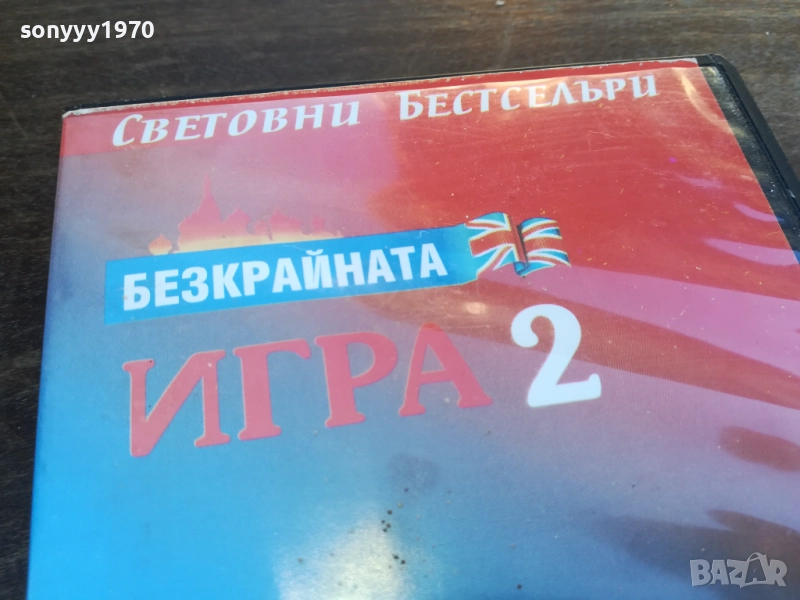 sonyyy1970
СВЕТОВНИ БЕСТСЕЛЪРИ
БЕЗКРАЙНАТА
ИГРА 2
BAZAR